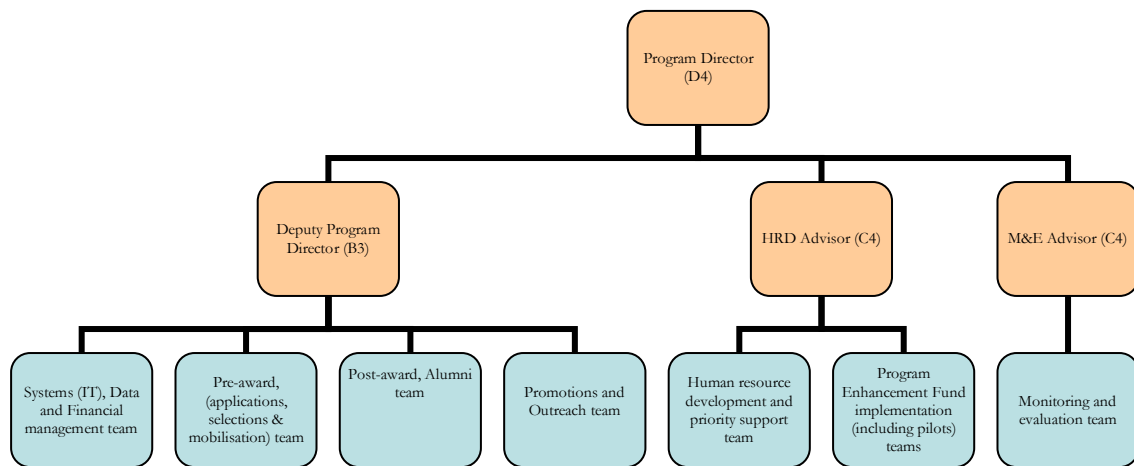 Program Director
(D4)
Deputy Program
Director (B3)
HRD Advisor (C4)
M&E Advisor (C4)
Systems (IT), Data
and Financial
management team
Pre-award,
(applications,
selections &
mobilisation) team
Post-award, Alumni
team
Promotions and
Outreach team
Human resource
development and
priority support
team
Program
Enhancement Fund
implementation
(including pilots)
teams
Monitoring and
evaluation team